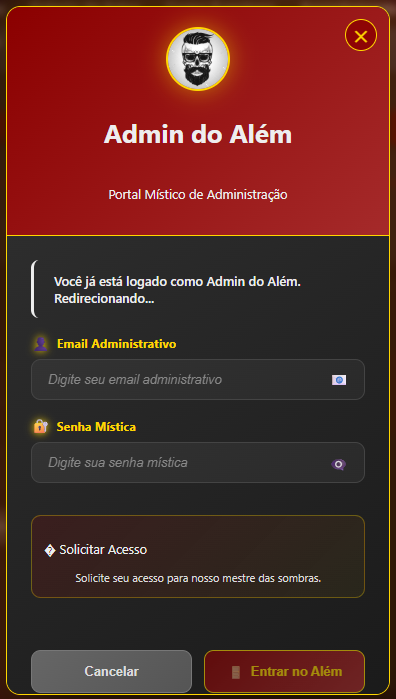 Admin do Além
Portal Místico de Administração
Você já está logado como Admin do Além.
Redirecionando...
Email Administrativo
Digite seu email administrativo
Senha Mística
Digite sua senha mística
� Solicitar Acesso
Solicite seu acesso para nosso mestre das sombras.
Cancelar
Entrar no Além